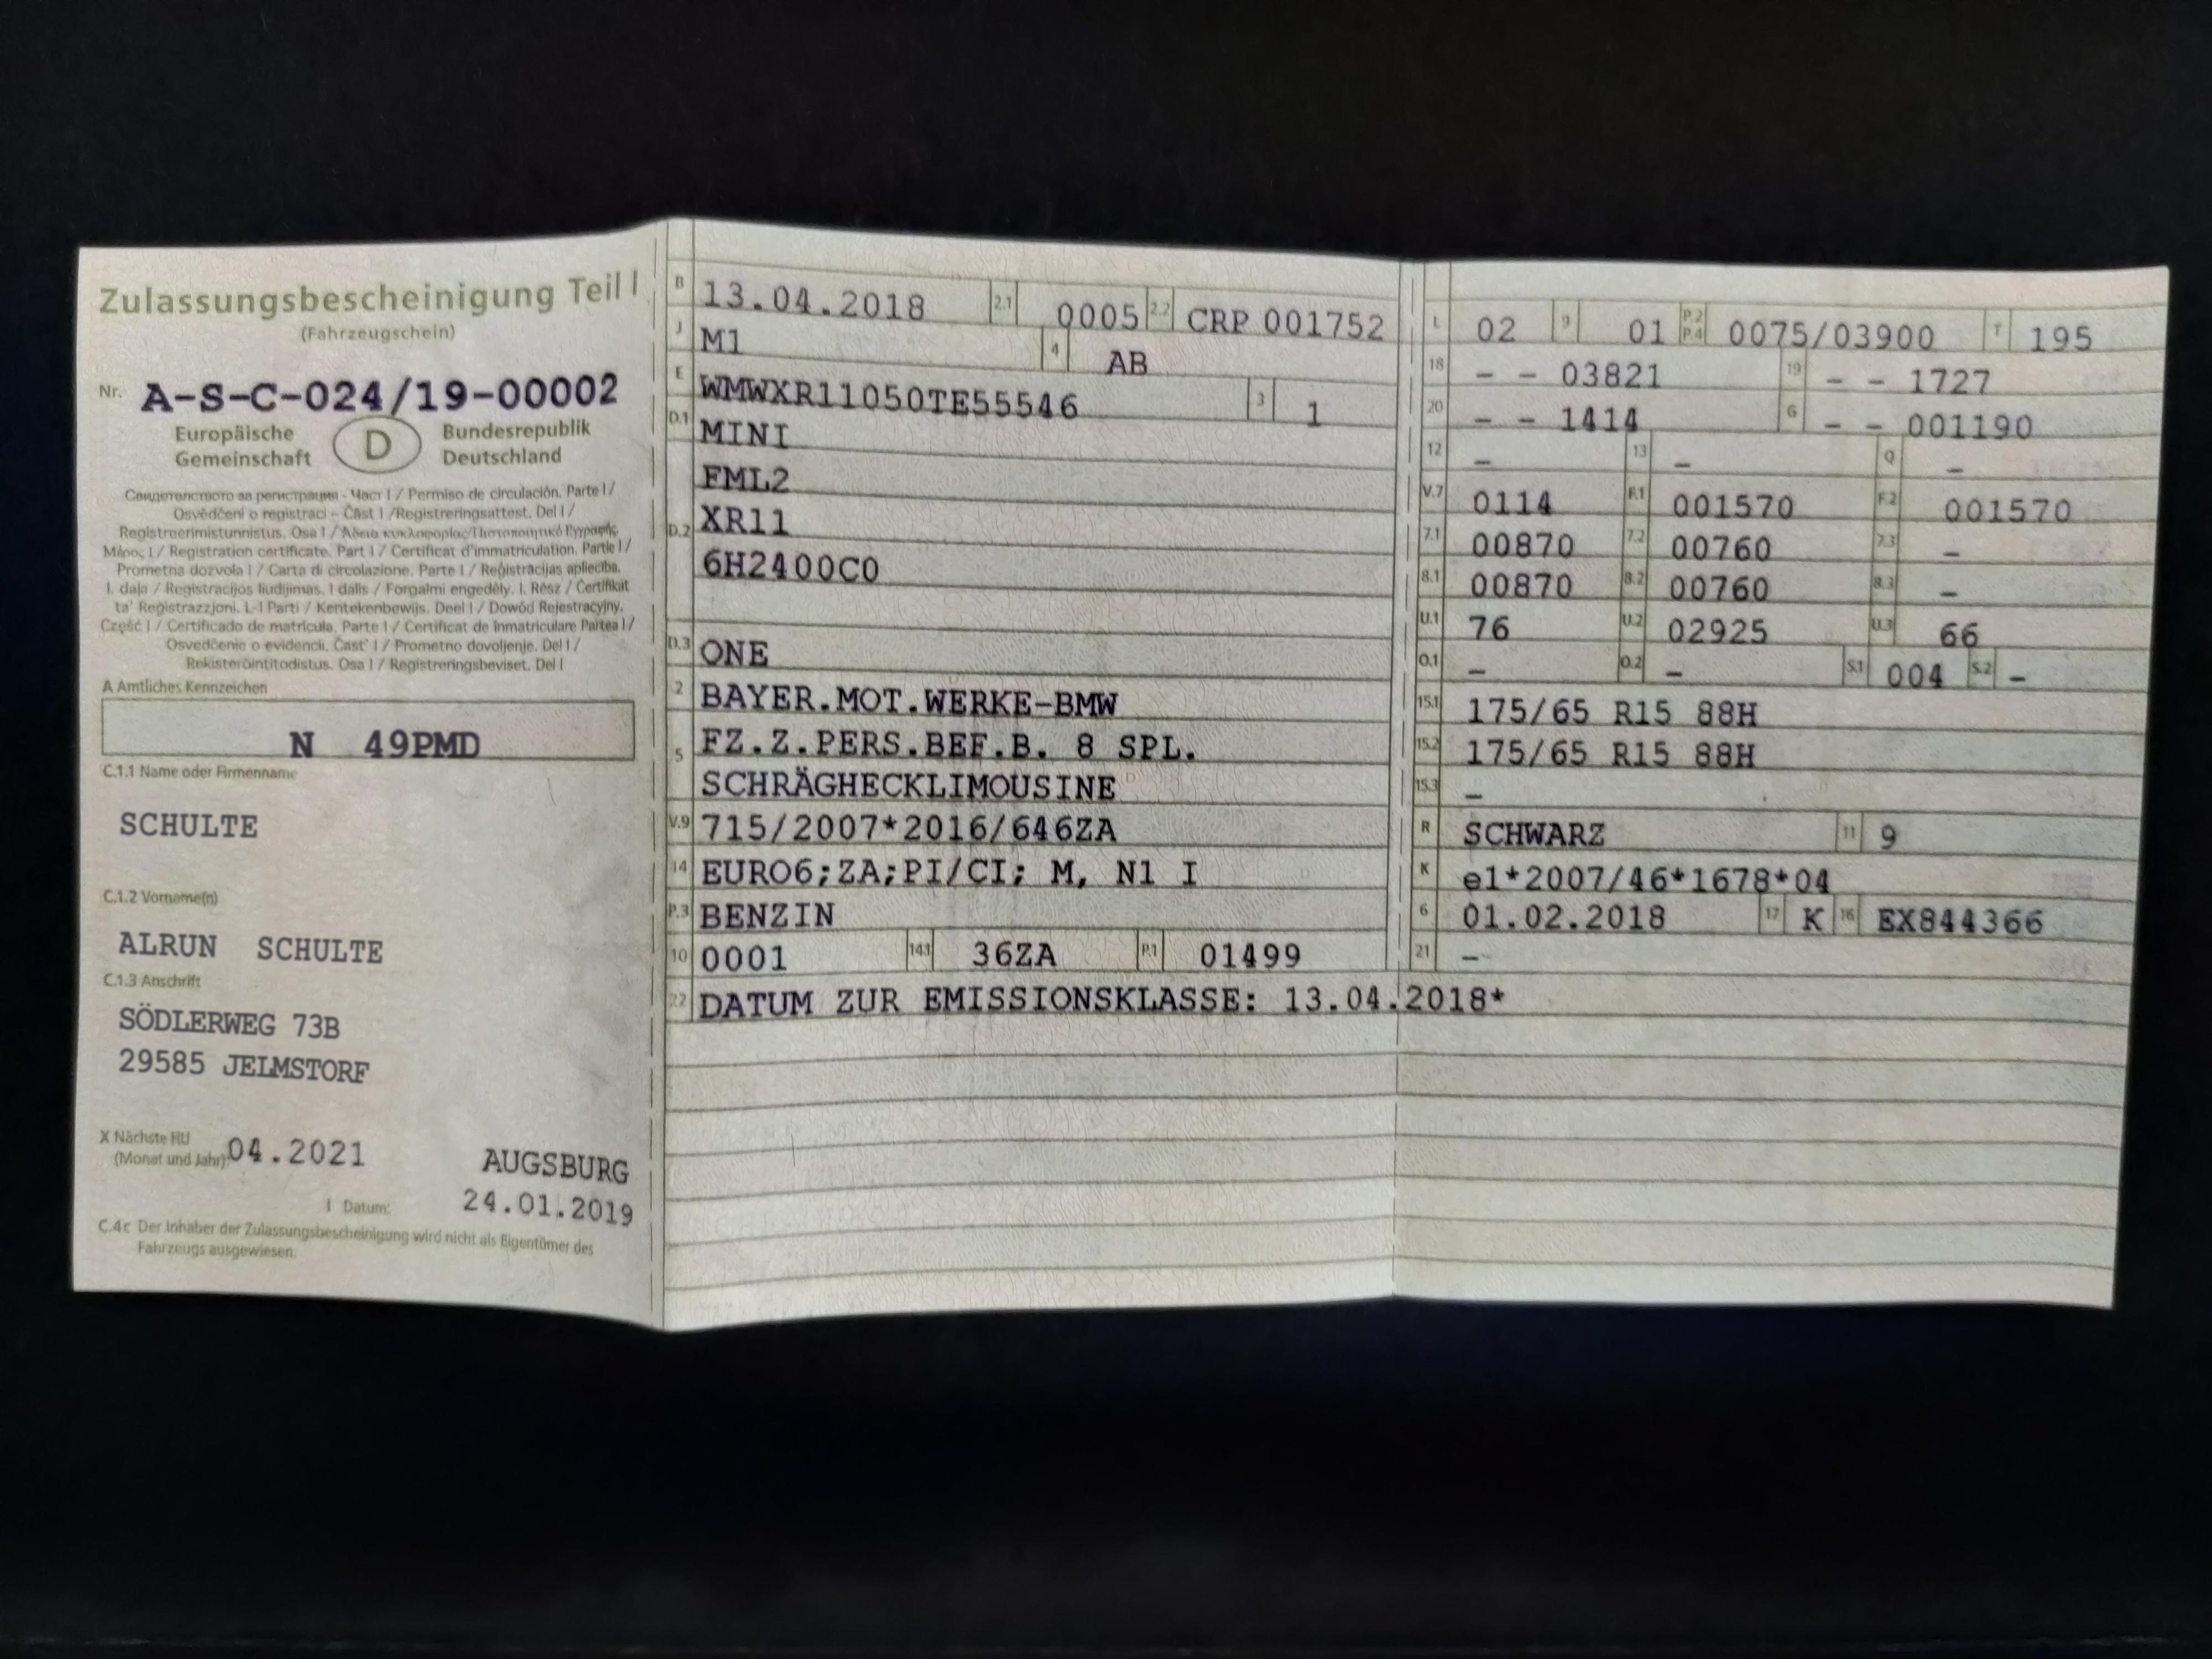 Zulassungsbescheinigung Teil I
(Fahrzeugschein)
Nr. A-S-C-024/19-00002
Europäische Gemeinschaft
D
Bundesrepublik Deutschland
Свидетелството за регистрация - Част I / Permiso de circulación. Parte I /
Osvědčení o registraci - Část I /Registreringsattest. Del I /
Registreerimistunnistus. Osa I / Άδεια κυκλοφορίας/Πιστοποιητικό Εγγραφής.
Μέρος I / Registration certificate. Part I / Certificat d'immatriculation. Partie I /
Prometna dozvola I / Carta di circolazione. Parte I / Reģistrācijas apliecība.
I. daļa / Registracijos liudijimas. I dalis / Forgalmi engedély. I. Rész / Ċertifikat
ta' Reġistrazzjoni. L-I Parti / Kentekenbewijs. Deel I / Dowód Rejestracyjny.
Część I / Certificado de matrícula. Parte I / Certificat de înmatriculare Partea I /
Osvedčenie o evidencii. Časť I / Prometno dovoljenje. Del I /
Rekisteröintitodistus. Osa I / Registreringsbeviset. Del I
A Amtliches Kennzeichen
N 49PMD
C.1.1 Name oder Firmenname
SCHULTE
C.1.2 Vorname(n)
ALRUN SCHULTE
C.1.3 Anschrift
SÖDLERWEG 73B
29585 JELMSTORF
X Nächste HU
(Monat und Jahr): 04.2021
AUGSBURG
I Datum: 24.01.2019
C.4c Der Inhaber der Zulassungsbescheinigung wird nicht als Eigentümer des
Fahrzeugs ausgewiesen.
B 13.04.2018 2.1 0005 2.2 CRP 001752
J M1 4 AB
E WMWXR11050TE55546 3 1
D.1 MINI
FML2
D.2 XR11
6H2400C0
D.3 ONE
2 BAYER.MOT.WERKE-BMW
5 FZ.Z.PERS.BEF.B. 8 SPL.
SCHRÄGHECKLIMOUSINE
V.9 715/2007*2016/646ZA
14 EURO6;ZA;PI/CI; M, N1 I
P.3 BENZIN
10 0001 14.1 36ZA P.1 01499
22 DATUM ZUR EMISSIONSKLASSE: 13.04.2018*
L 02 9 01 P.2 P.4 0075/03900 T 195
18 - - 03821 19 - - 1727
20 - - 1414 G - - 001190
12 - 13 - Q -
V.7 0114 F.1 001570 F.2 001570
7.1 00870 7.2 00760 7.3 -
8.1 00870 8.2 00760 8.3 -
U.1 76 U.2 02925 U.3 66
O.1 - O.2 - S.1 004 S.2 -
15.1 175/65 R15 88H
15.2 175/65 R15 88H
15.3 -
R SCHWARZ 11 9
K e1*2007/46*1678*04
6 01.02.2018 17 K 16 EX844366
21 -